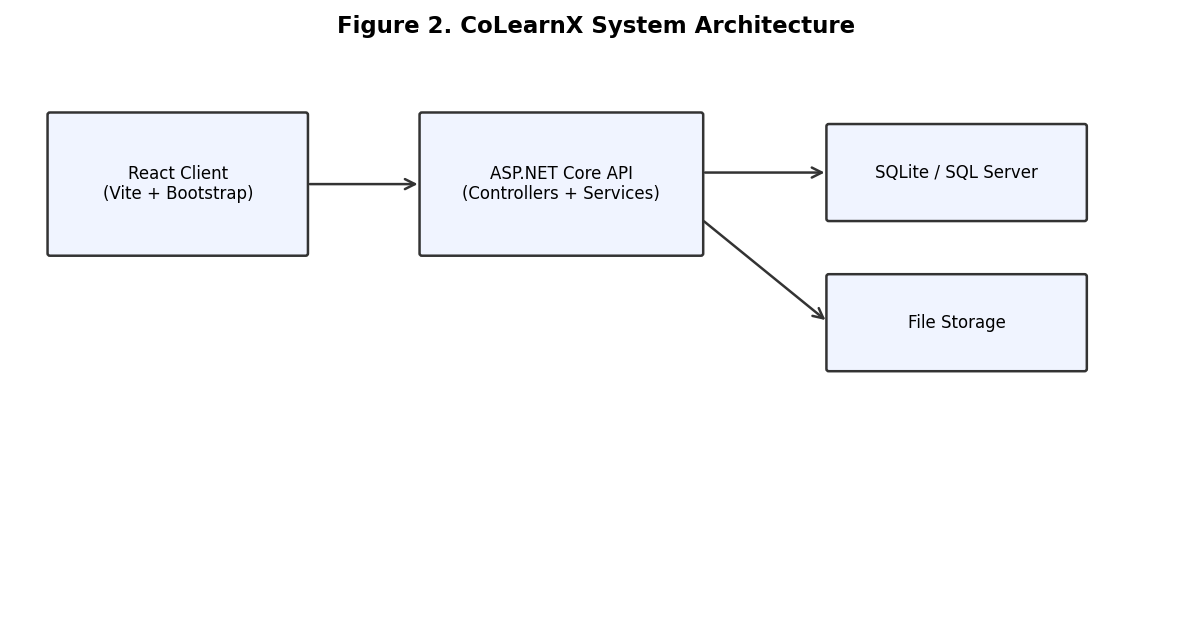 Figure 2. CoLearnX System Architecture
React Client
(Vite + Bootstrap)
ASP.NET Core API
(Controllers + Services)
SQLite / SQL Server
File Storage